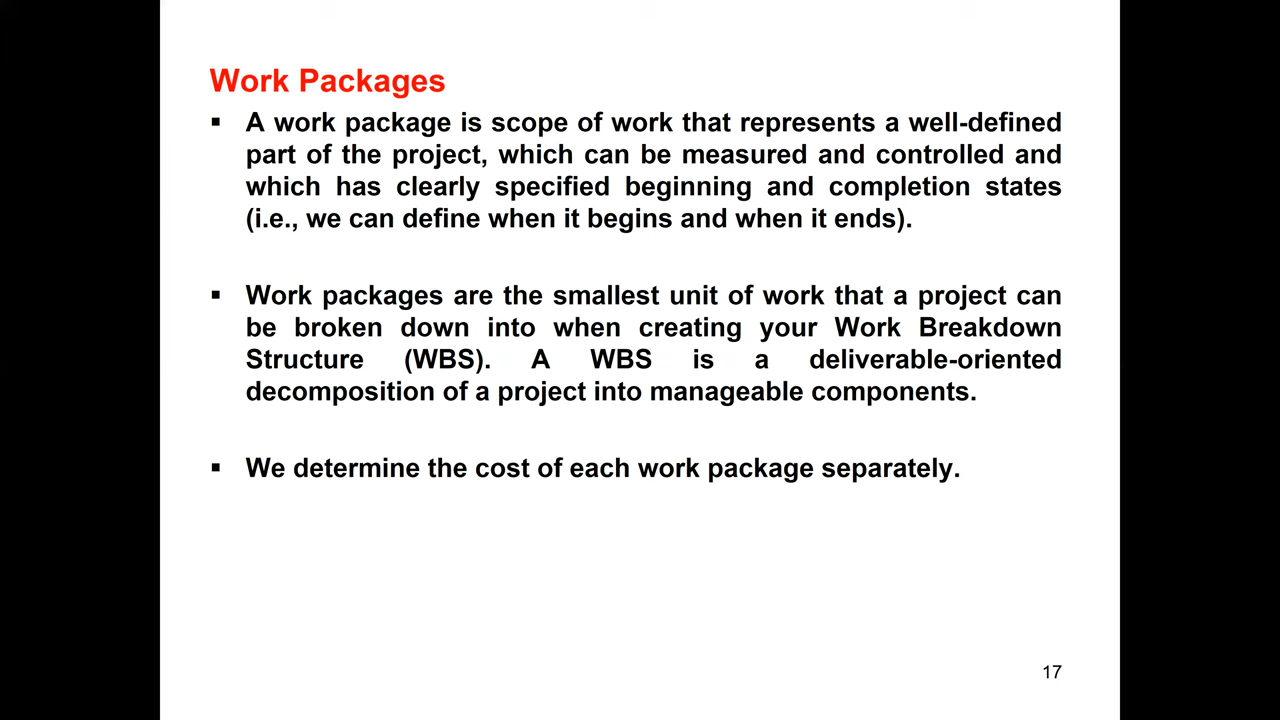 Work Packages
▪ A work package is scope of work that represents a well-defined
part of the project, which can be measured and controlled and
which has clearly specified beginning and completion states
(i.e., we can define when it begins and when it ends).
▪ Work packages are the smallest unit of work that a project can
be broken down into when creating your Work Breakdown
Structure (WBS). A WBS is a deliverable-oriented
decomposition of a project into manageable components.
▪ We determine the cost of each work package separately.
17